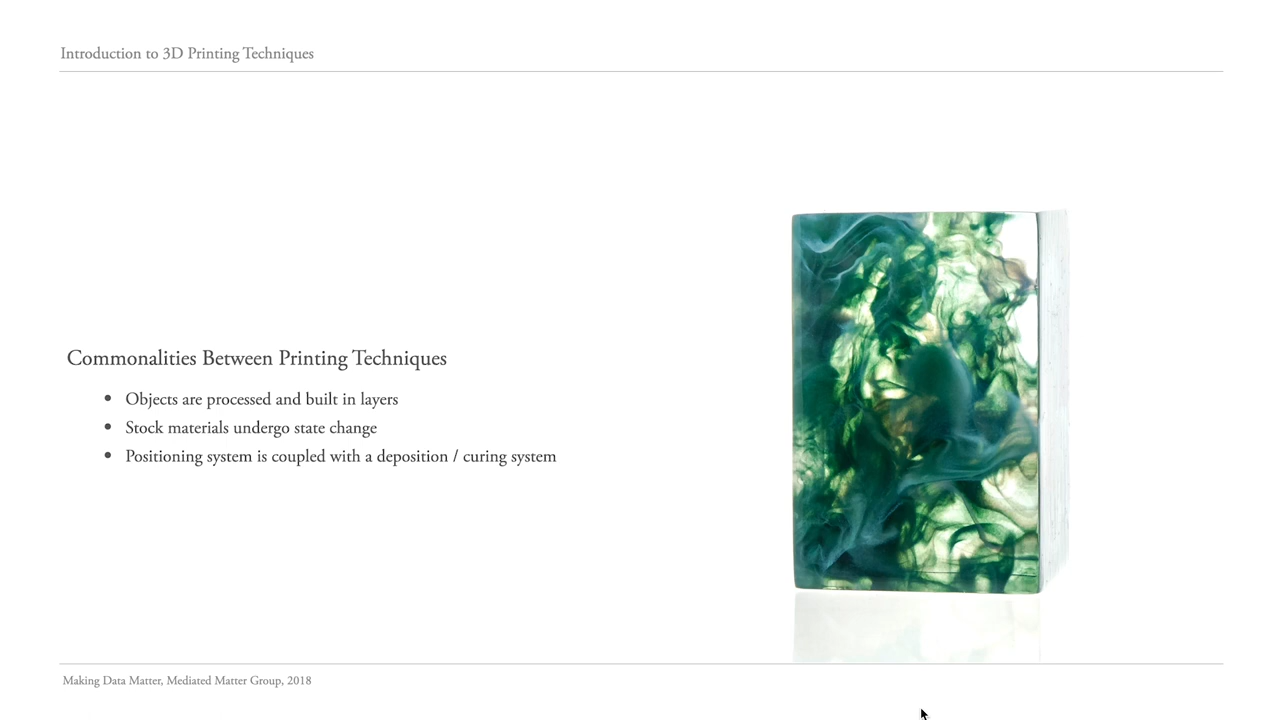 Introduction to 3D Printing Techniques
Commonalities Between Printing Techniques
• Objects are processed and built in layers
• Stock materials undergo state change
• Positioning system is coupled with a deposition / curing system
Making Data Matter, Mediated Matter Group, 2018